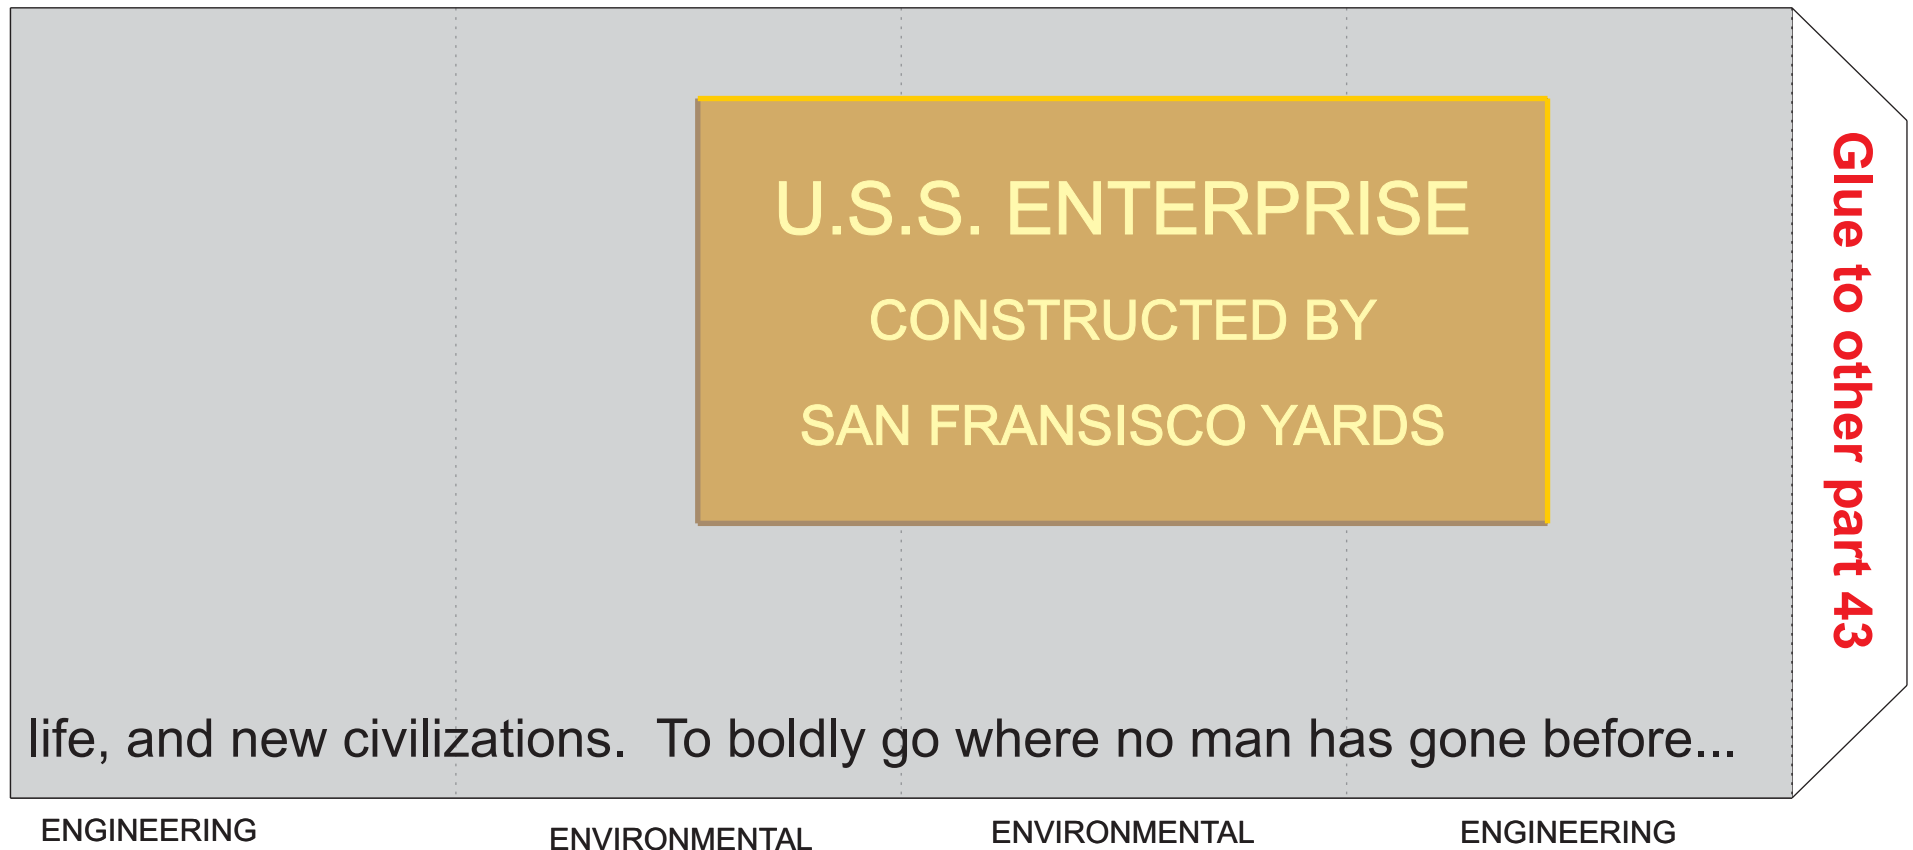 U.S.S. ENTERPRISE
CONSTRUCTED BY
SAN FRANSISCO YARDS
Glue to other part 43
life, and new civilizations.  To boldly go where no man has gone before...
ENGINEERING
ENVIRONMENTAL
ENVIRONMENTAL
ENGINEERING